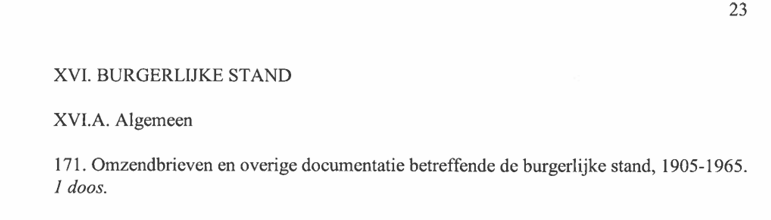 23
XVI. BURGERLIJKE STAND
XVI.A. Algemeen
171. Omzendbrieven en overige documentatie betreffende de burgerlijke stand, 1905-1965.
1 doos.